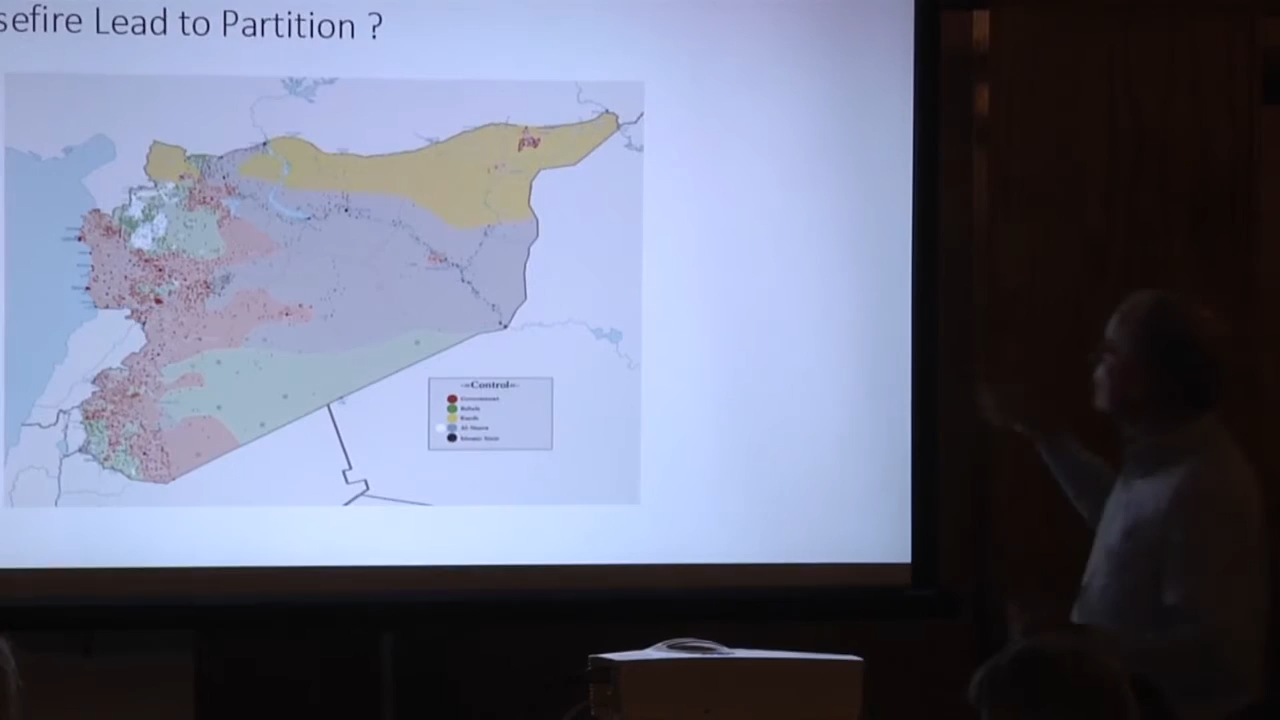 sefire Lead to Partition ?
Control
Government
Rebels
Kurds
Al-Nusra
Islamic State